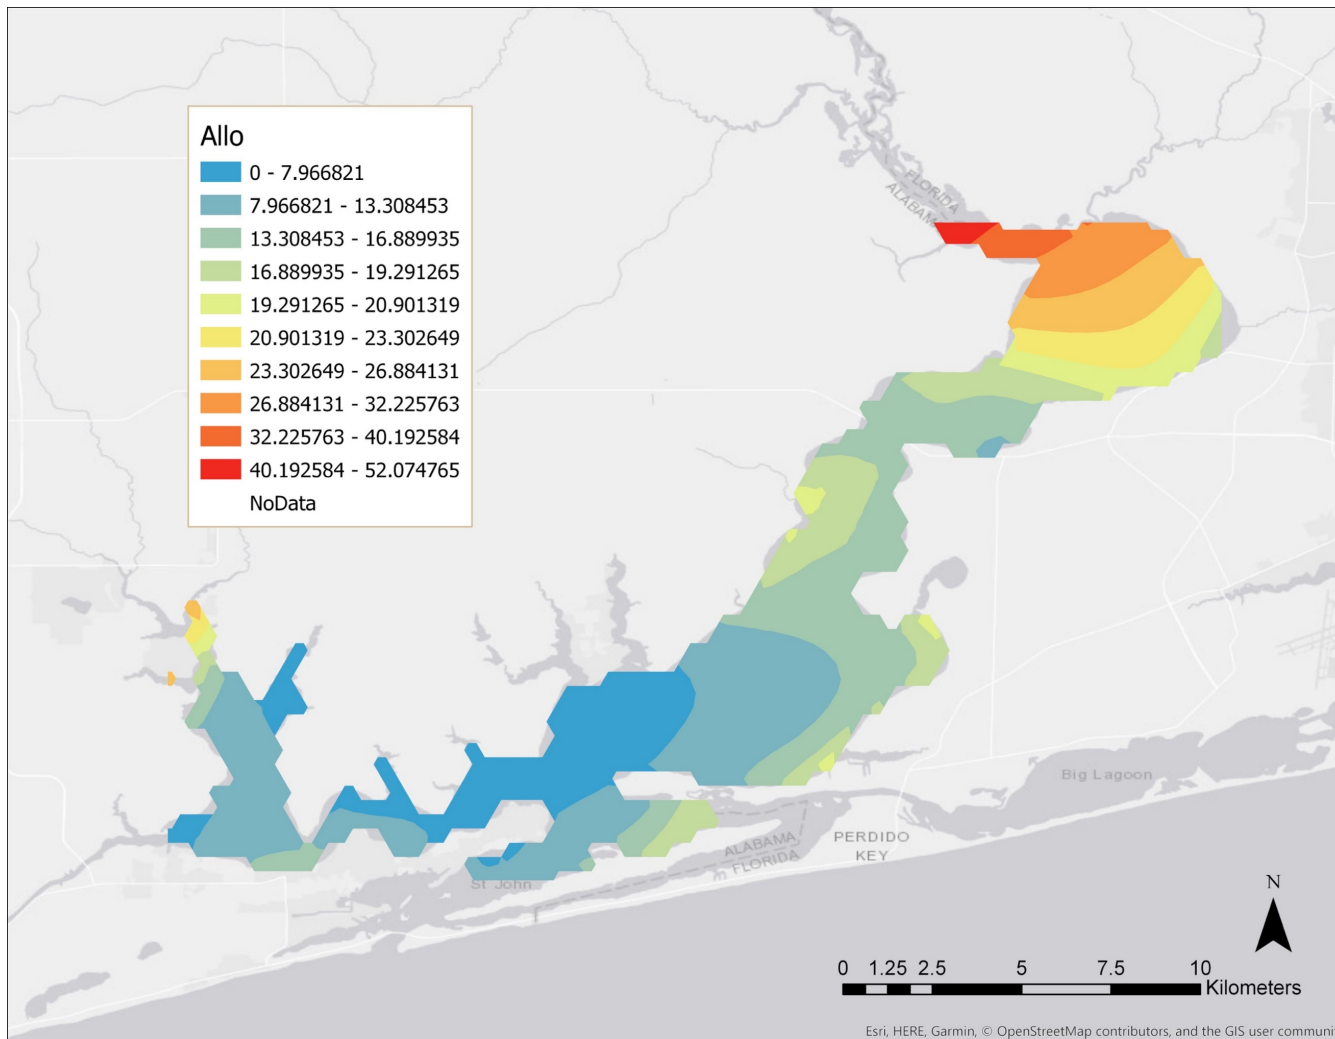 Allo
0 - 7.966821
7.966821 - 13.308453
13.308453 - 16.889935
16.889935 - 19.291265
19.291265 - 20.901319
20.901319 - 23.302649
23.302649 - 26.884131
26.884131 - 32.225763
32.225763 - 40.192584
40.192584 - 52.074765
NoData
FLORIDA
ALABAM
Big Lagoon
ALABAMA
FLORIDA
PERDIDO
KEY
St John
N
0 1.25 2.5 5 7.5 10
Kilometers
Esri, HERE, Garmin, © OpenStreetMap contributors, and the GIS user communi